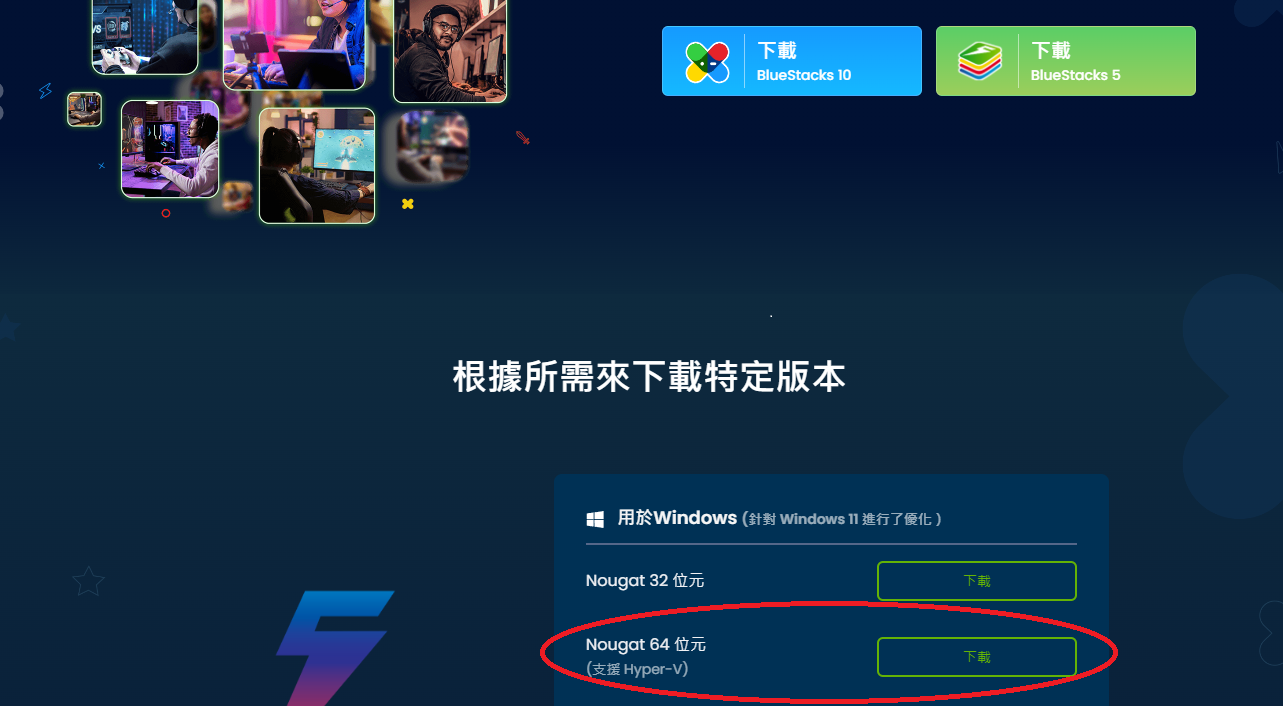 下載
BlueStacks 10
下載
BlueStacks 5
根據所需來下載特定版本
用於Windows (針對 Windows 11 進行了優化 )
Nougat 32 位元
下載
Nougat 64 位元
(支援 Hyper-V)
下載